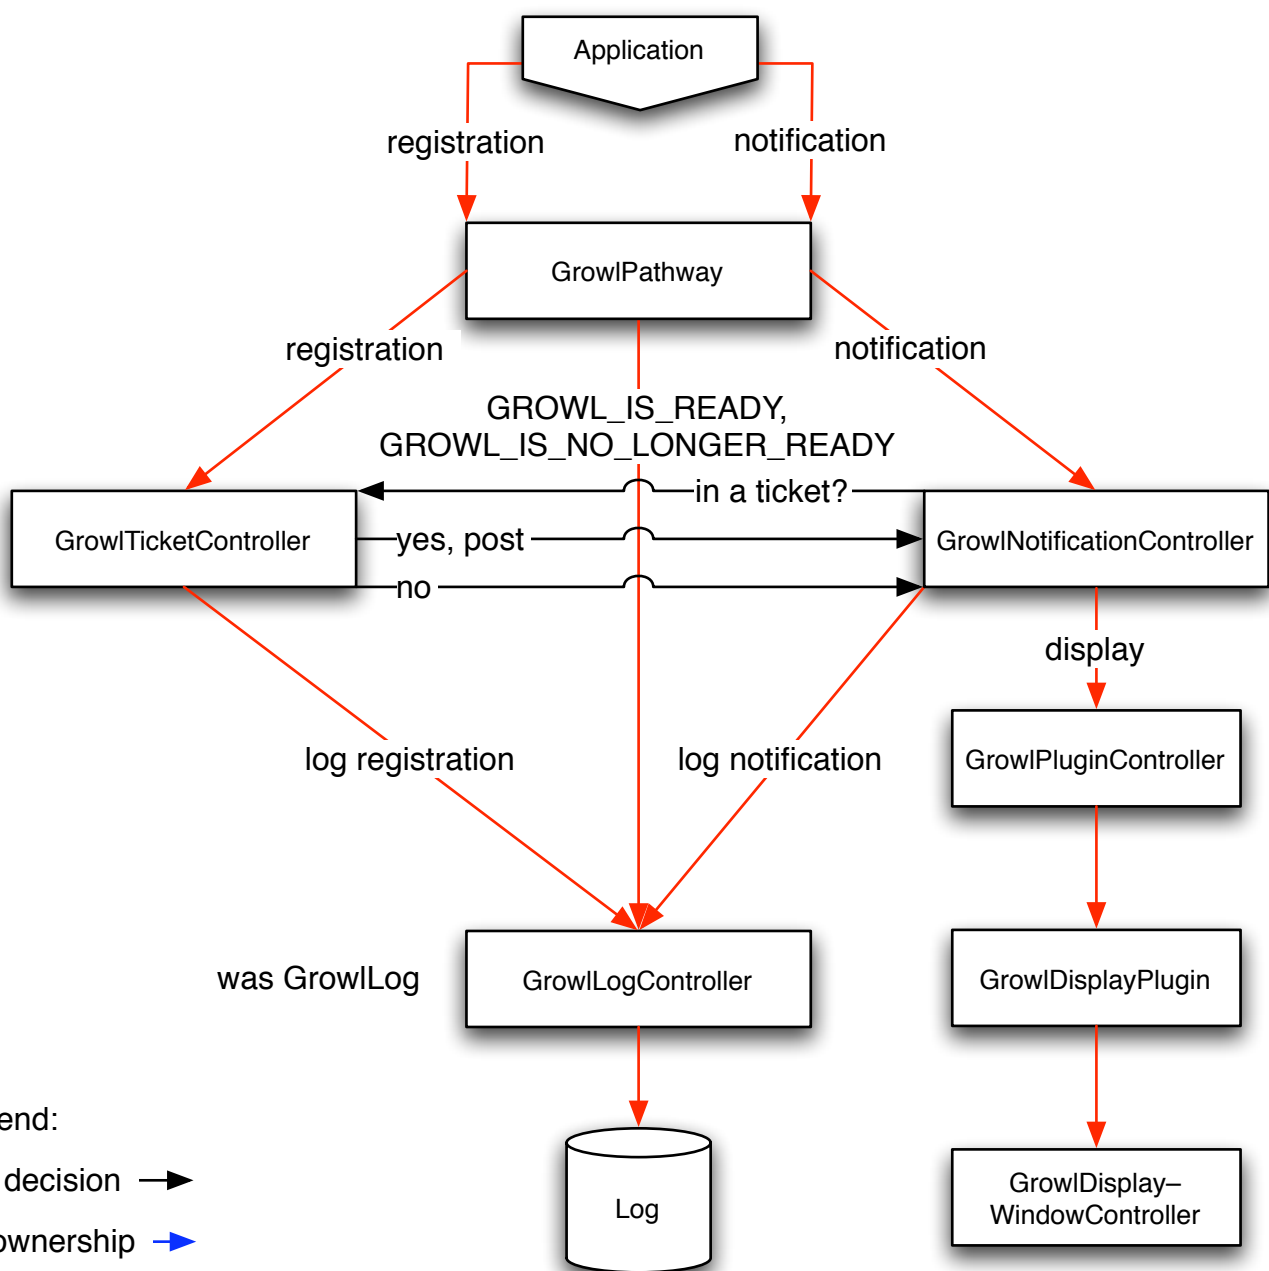 Application
registration
notification
GrowlPathway
registration
notification
GROWL_IS_READY,
GROWL_IS_NO_LONGER_READY
in a ticket?
GrowlTicketController
yes, post
GrowlNotificationController
no
display
log registration
log notification
GrowlPluginController
was GrowlLog
GrowlLogController
GrowlDisplayPlugin
end:
decision
Log
GrowlDisplay–
WindowController
ownership